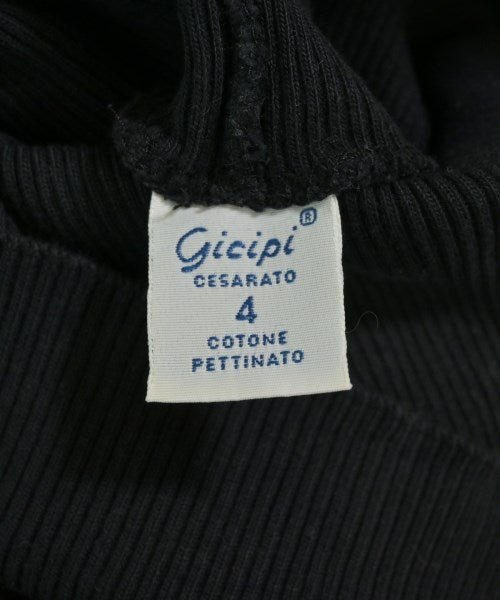 Gicipi®
CESARATO
4
COTONE
PETTINATO